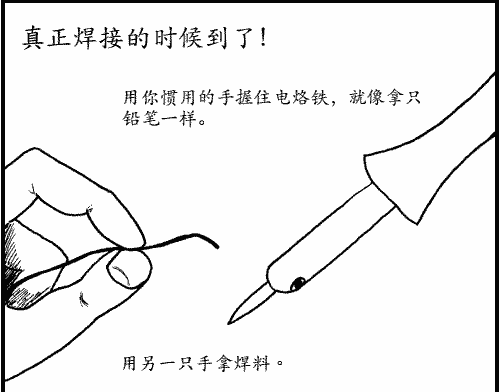 真正焊接的时候到了!
用你惯用的手握住电烙铁，就像拿只
铅笔一样。
用另一只手拿焊料。